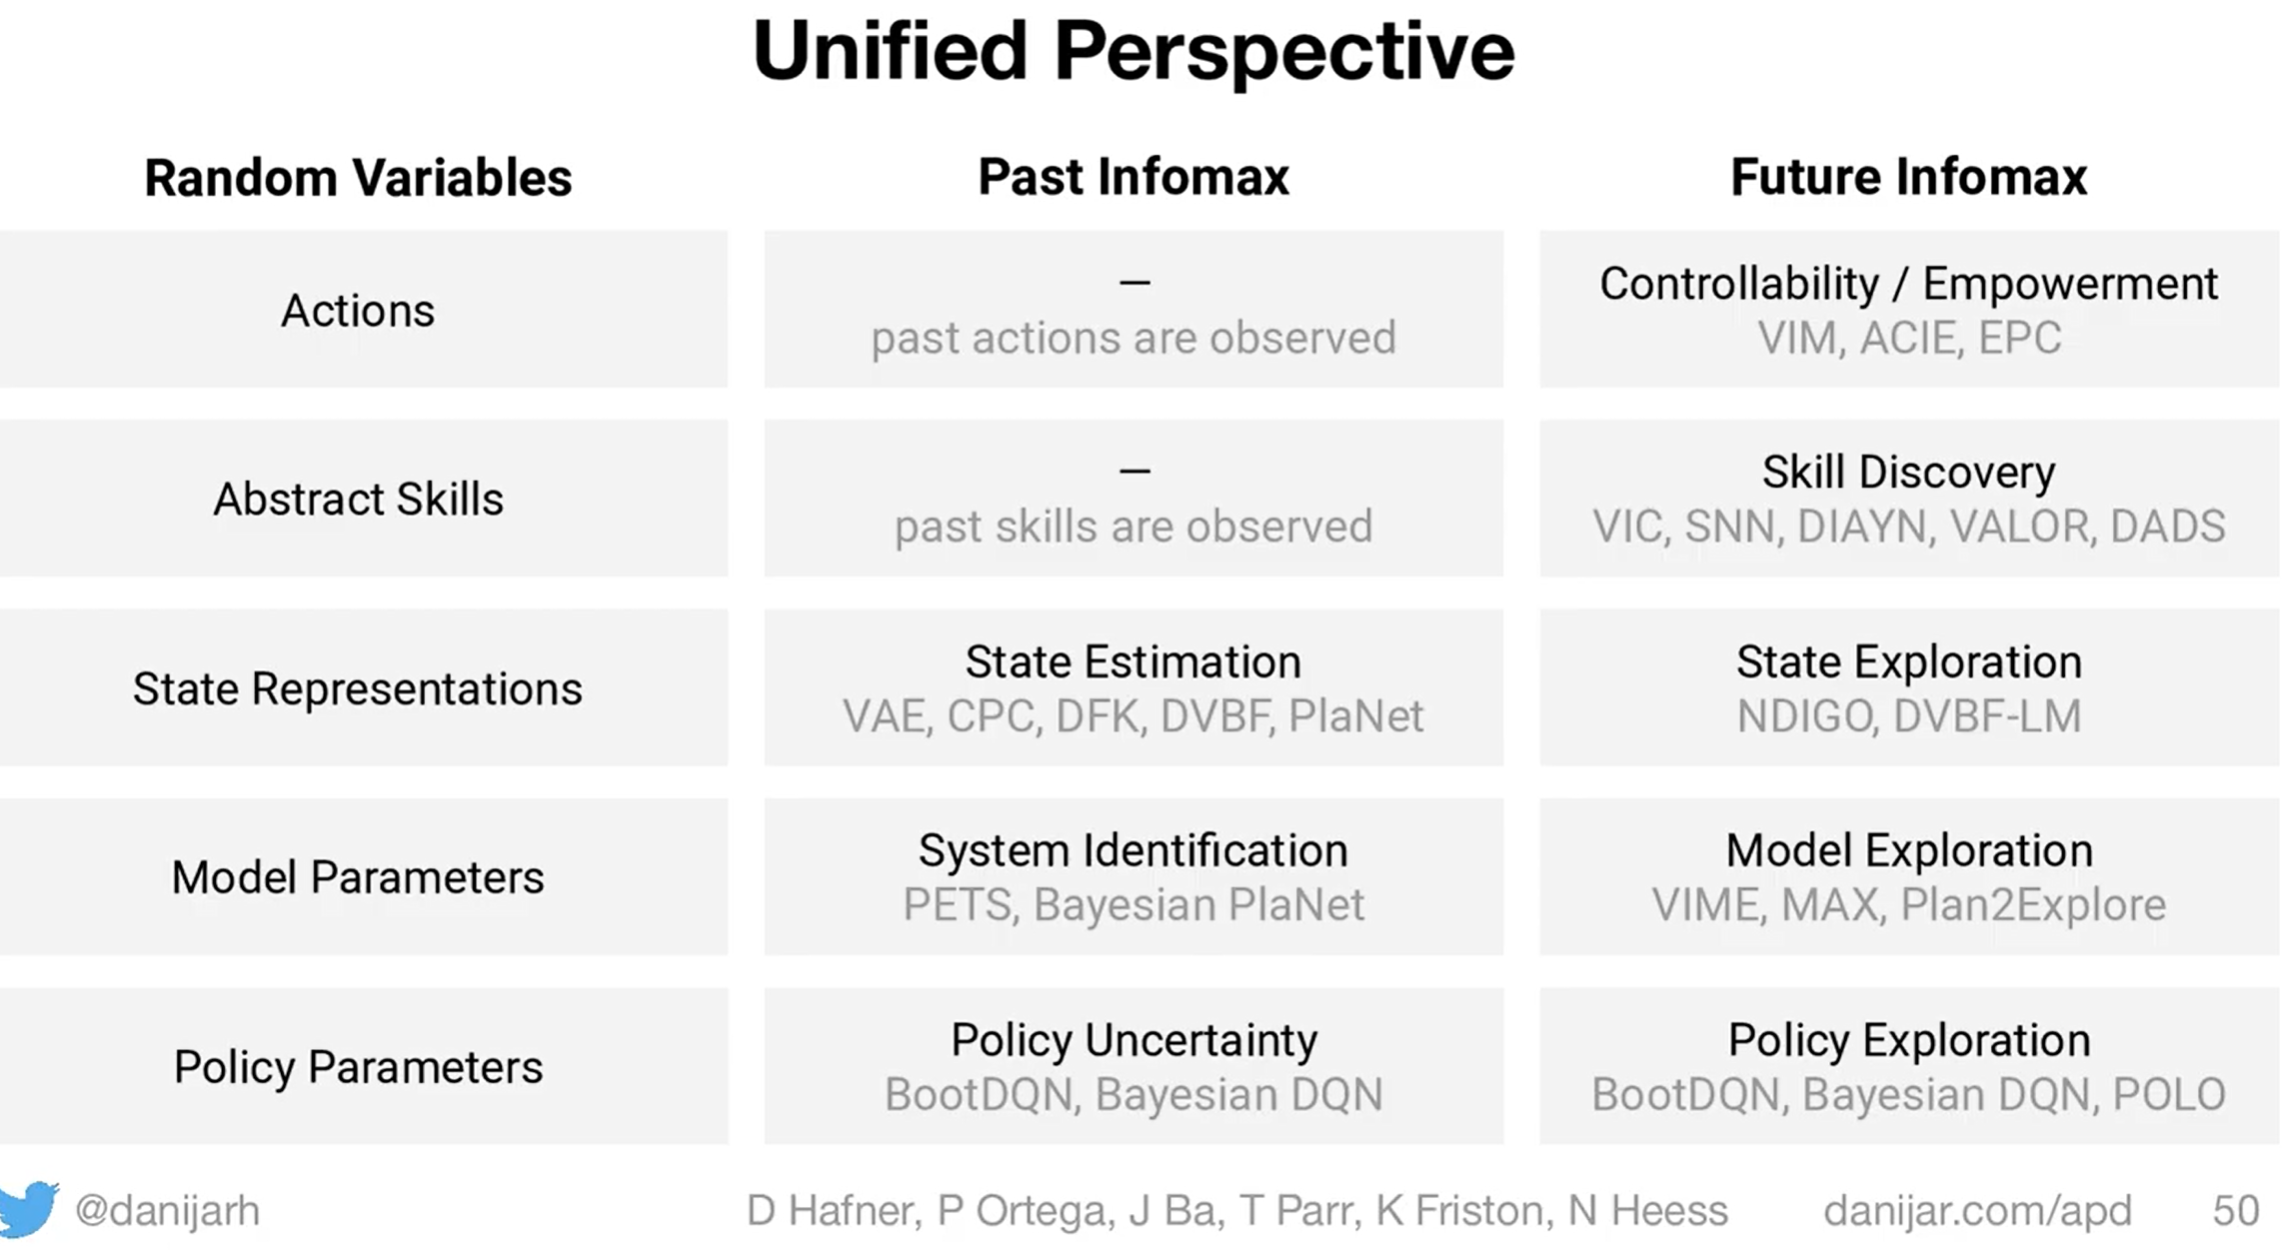 Unified Perspective
Random Variables
Past Infomax
Future Infomax
Actions
—
past actions are observed
Controllability / Empowerment
VIM, ACIE, EPC
Abstract Skills
—
past skills are observed
Skill Discovery
VIC, SNN, DIAYN, VALOR, DADS
State Representations
State Estimation
VAE, CPC, DFK, DVBF, PlaNet
State Exploration
NDIGO, DVBF-LM
Model Parameters
System Identification
PETS, Bayesian PlaNet
Model Exploration
VIME, MAX, Plan2Explore
Policy Parameters
Policy Uncertainty
BootDQN, Bayesian DQN
Policy Exploration
BootDQN, Bayesian DQN, POLO
@danijarh
D Hafner, P Ortega, J Ba, T Parr, K Friston, N Heess
danijar.com/apd
50